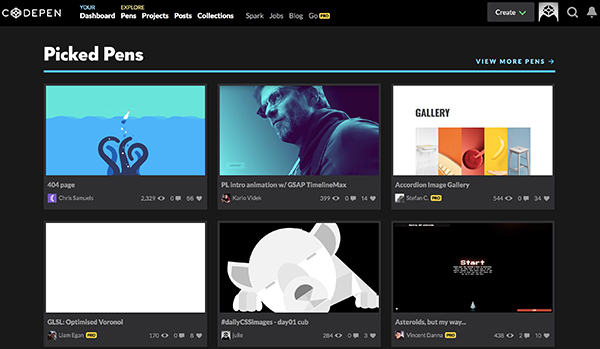 CODEPEN
YOUR
Dashboard
EXPLORE
Pens Projects Posts Collections
Spark Jobs Blog Go PRO
Create
Picked Pens
VIEW MORE PENS →
GALLERY
404 page
Chris Samuels
2,329 0 66
PL intro animation w/ GSAP TimelineMax
Karlo Videk
399 0 14
Accordion Image Gallery
Stefan C. PRO
544 0 34
Start
GLSL: Optimised Voronoi
Liam Egan PRO
170 0 8
#dailyCSSimages - day01 cub
julie
284 0 3
Asteroids, but my way...
Vincent Danna PRO
438 2 10